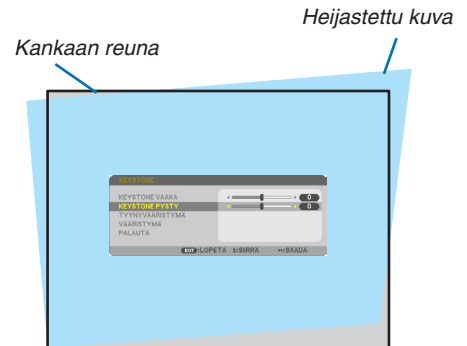 Heijastettu kuva
Kankaan reuna
KEYSTONE
KEYSTONE VAAKA 0
KEYSTONE PYSTY 0
TYYNYVÄÄRISTYMÄ
VÄÄRISTYMÄ
PALAUTA
EXIT :LOPETA ↕:SIIRRÄ ↔:SÄÄDÄ